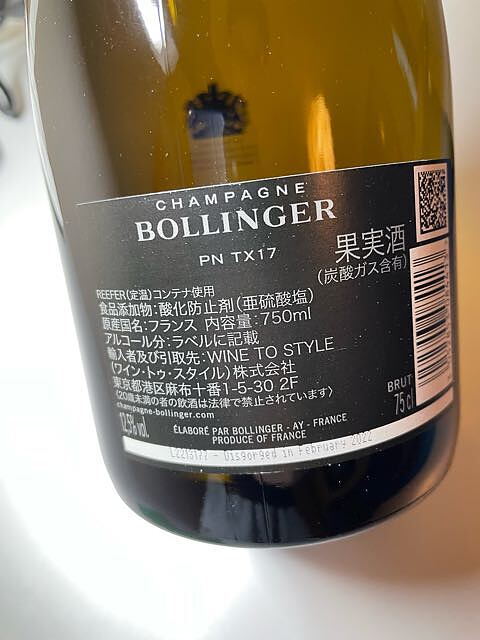 CHAMPAGNE
BOLLINGER
PN TX17
果実酒
(炭酸ガス含有)
REEFER(定温)コンテナ使用
食品添加物:酸化防止剤(亜硫酸塩)
原産国名:フランス 内容量:750ml
アルコール分:ラベルに記載
輸入者及び引取先:WINE TO STYLE
(ワイン・トゥ・スタイル)株式会社
東京都港区麻布十番1-5-30 2F
〈20歳未満の者の飲酒は法律で禁止されています〉
champagne-bollinger.com
12,5% vol.
BRUT
75 cl
ÉLABORÉ PAR BOLLINGER - AY - FRANCE
PRODUCE OF FRANCE
- Disgorged in February 2022